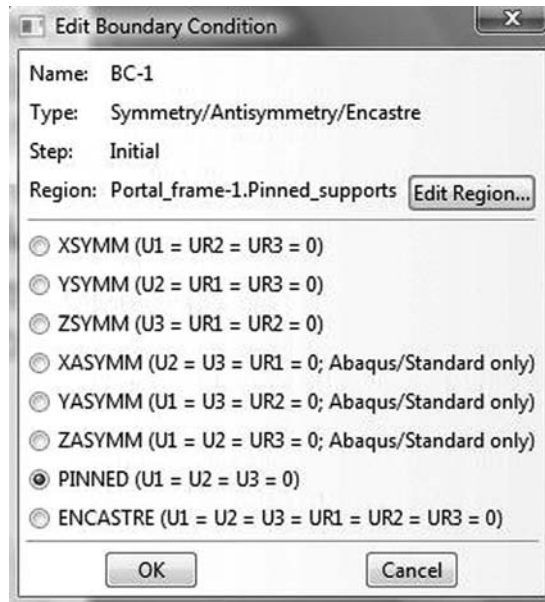 Edit Boundary Condition
Name: BC-1
Type: Symmetry/Antisymmetry/Encastre
Step: Initial
Region: Portal_frame-1.Pinned_supports Edit Region...
XSYMM (U1 = UR2 = UR3 = 0)
YSYMM (U2 = UR1 = UR3 = 0)
ZSYMM (U3 = UR1 = UR2 = 0)
XASYMM (U2 = U3 = UR1 = 0; Abaqus/Standard only)
YASYMM (U1 = U3 = UR2 = 0; Abaqus/Standard only)
ZASYMM (U1 = U2 = UR3 = 0; Abaqus/Standard only)
PINNED (U1 = U2 = U3 = 0)
ENCASTRE (U1 = U2 = U3 = UR1 = UR2 = UR3 = 0)
OK Cancel